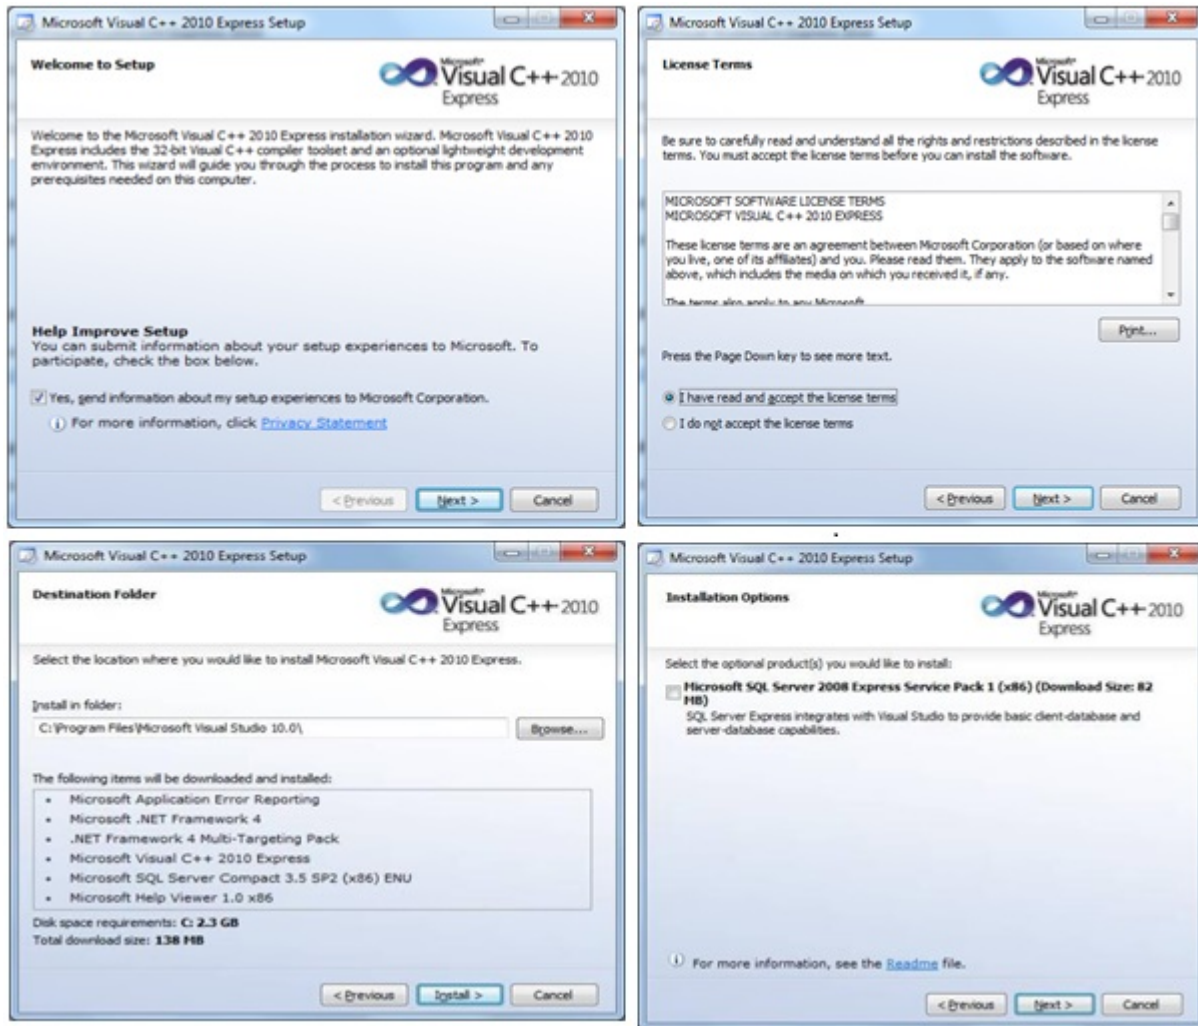 Microsoft Visual C++ 2010 Express Setup
Welcome to Setup
Microsoft®
Visual C++ 2010
Express
Welcome to the Microsoft Visual C++ 2010 Express installation wizard. Microsoft Visual C++ 2010
Express includes the 32-bit Visual C++ compiler toolset and an optional lightweight development
environment. This wizard will guide you through the process to install this program and any
prerequisites needed on this computer.
Help Improve Setup
You can submit information about your setup experiences to Microsoft. To
participate, check the box below.
Yes, send information about my setup experiences to Microsoft Corporation.
For more information, click Privacy Statement
< Previous
Next >
Cancel
Microsoft Visual C++ 2010 Express Setup
License Terms
Microsoft®
Visual C++ 2010
Express
Be sure to carefully read and understand all the rights and restrictions described in the license
terms. You must accept the license terms before you can install the software.
MICROSOFT SOFTWARE LICENSE TERMS
MICROSOFT VISUAL C++ 2010 EXPRESS
These license terms are an agreement between Microsoft Corporation (or based on where
you live, one of its affiliates) and you. Please read them. They apply to the software named
above, which includes the media on which you received it, if any.
The terms also apply to any Microsoft
Print...
Press the Page Down key to see more text.
I have read and accept the license terms
I do not accept the license terms
< Previous
Next >
Cancel
Microsoft Visual C++ 2010 Express Setup
Destination Folder
Microsoft®
Visual C++ 2010
Express
Select the location where you would like to install Microsoft Visual C++ 2010 Express.
Install in folder:
C:\Program Files\Microsoft Visual Studio 10.0\
Browse...
The following items will be downloaded and installed:
• Microsoft Application Error Reporting
• Microsoft .NET Framework 4
• .NET Framework 4 Multi-Targeting Pack
• Microsoft Visual C++ 2010 Express
• Microsoft SQL Server Compact 3.5 SP2 (x86) ENU
• Microsoft Help Viewer 1.0 x86
Disk space requirements: C: 2.3 GB
Total download size: 138 MB
< Previous
Install >
Cancel
Microsoft Visual C++ 2010 Express Setup
Installation Options
Microsoft®
Visual C++ 2010
Express
Select the optional product(s) you would like to install:
Microsoft SQL Server 2008 Express Service Pack 1 (x86) (Download Size: 82
MB)
SQL Server Express integrates with Visual Studio to provide basic client-database and
server-database capabilities.
For more information, see the Readme file.
< Previous
Next >
Cancel